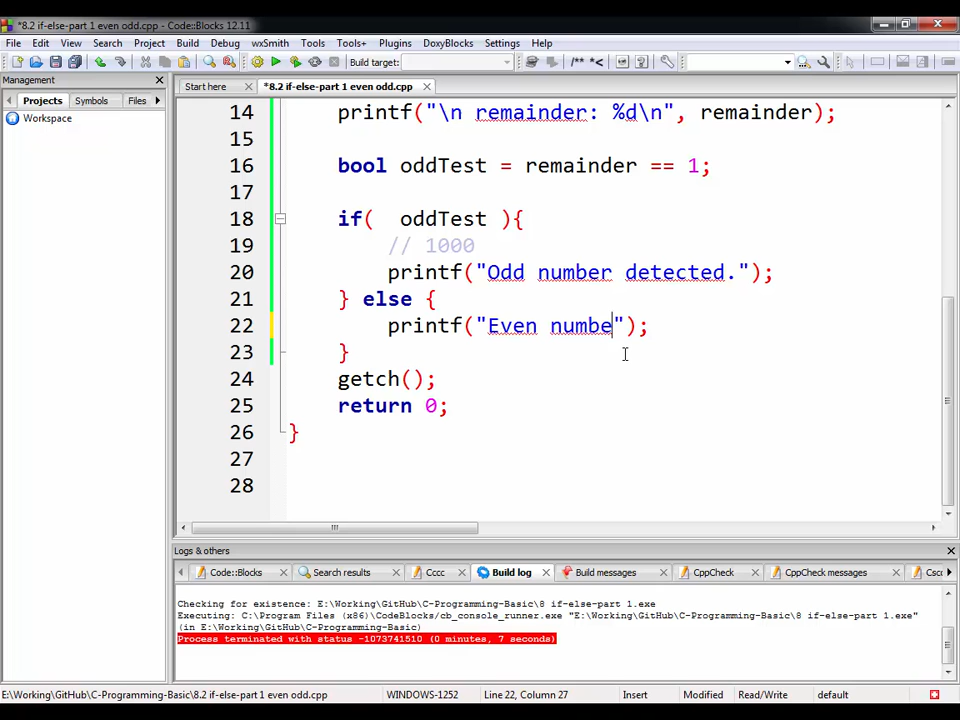 *8.2 if-else-part 1 even odd.cpp - Code::Blocks 12.11
File Edit View Search Project Build Debug wxSmith Tools Tools+ Plugins DoxyBlocks Settings Help
Build target: /** *<
Management
Start here *8.2 if-else-part 1 even odd.cpp
Projects Symbols Files
Workspace
14 printf("\n remainder: %d\n", remainder);
15
16 bool oddTest = remainder == 1;
17
18 if(  oddTest ){
19 // 1000
20 printf("Odd number detected.");
21 } else {
22 printf("Even numbe");
23 }
24 getch();
25 return 0;
26 }
27
28
Logs & others
Code::Blocks Search results Cccc Build log Build messages CppCheck CppCheck messages Cscc
Checking for existence: E:\Working\GitHub\C-Programming-Basic\8 if-else-part 1.exe
Executing: C:\Program Files (x86)\CodeBlocks/cb_console_runner.exe "E:\Working\GitHub\C-Programming-Basic\8 if-else-part 1.exe"
(in E:\Working\GitHub\C-Programming-Basic)
Process terminated with status -1073741510 (0 minutes, 7 seconds)
E:\Working\GitHub\C-Programming-Basic\8.2 if-else-part 1 even odd.cpp WINDOWS-1252 Line 22, Column 27 Insert Modified Read/Write default